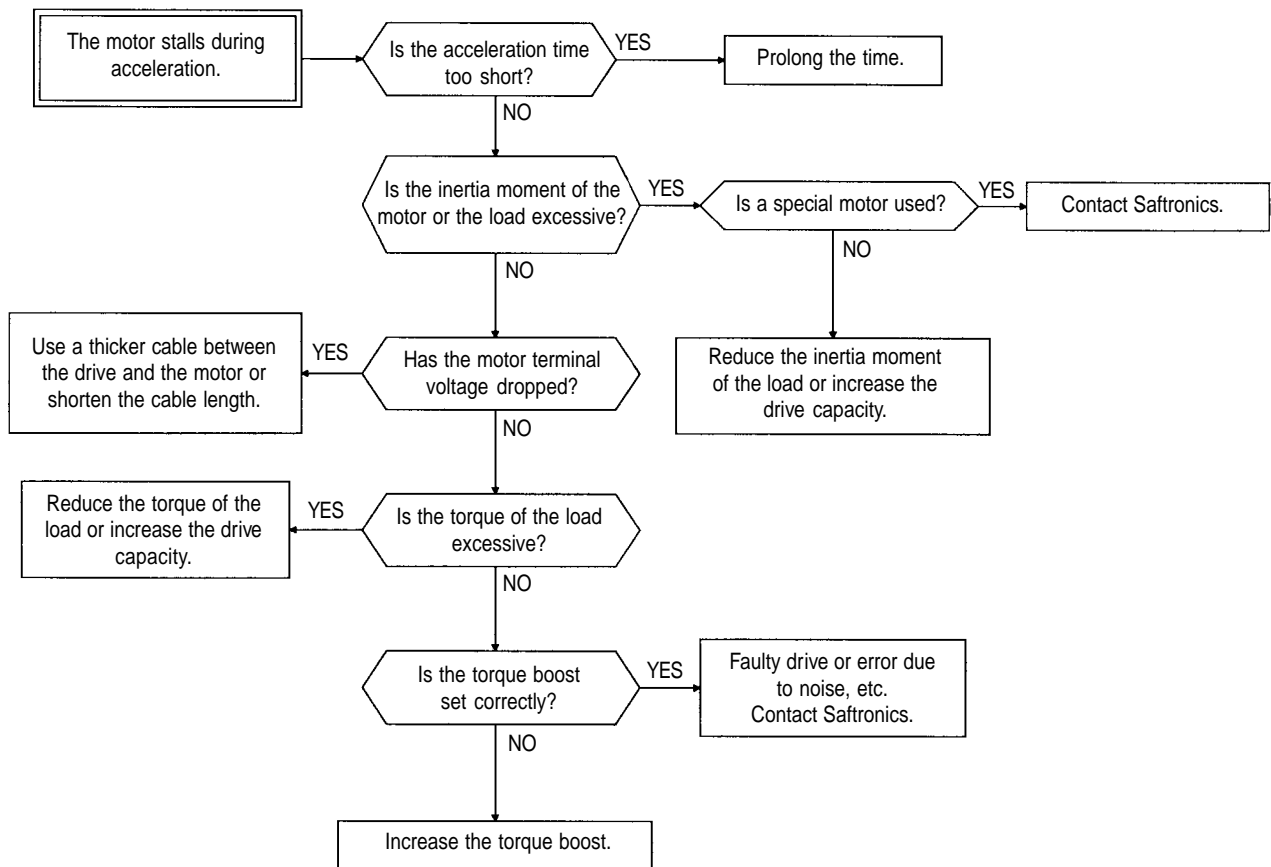 The motor stalls during
acceleration.
Is the acceleration time
too short?
YES
Prolong the time.
NO
Is the inertia moment of the
motor or the load excessive?
YES
Is a special motor used?
YES
Contact Saftronics.
NO
NO
Reduce the inertia moment
of the load or increase the
drive capacity.
Has the motor terminal
voltage dropped?
YES
Use a thicker cable between
the drive and the motor or
shorten the cable length.
NO
Is the torque of the load
excessive?
YES
Reduce the torque of the
load or increase the drive
capacity.
NO
Is the torque boost
set correctly?
YES
Faulty drive or error due
to noise, etc.
Contact Saftronics.
NO
Increase the torque boost.